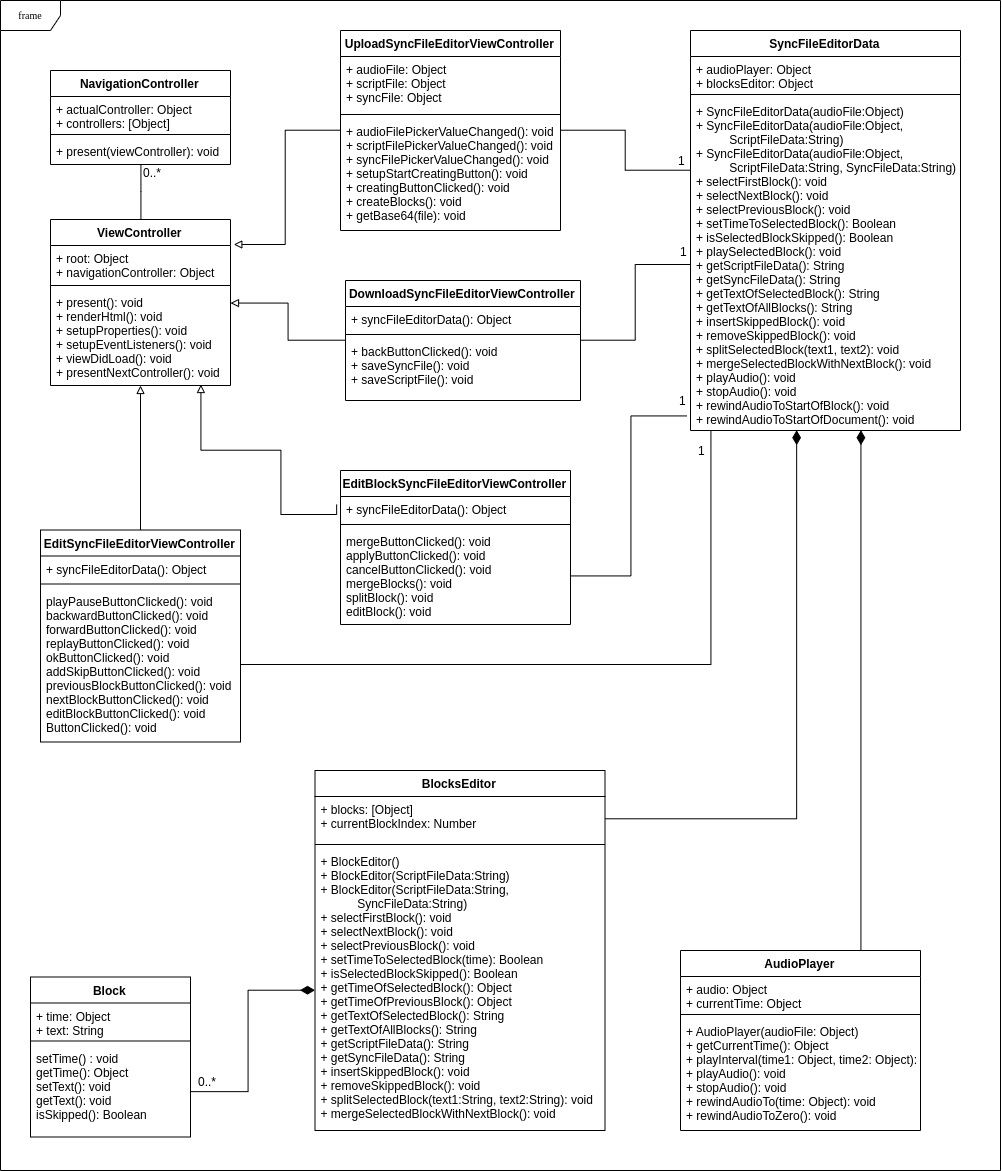 frame
NavigationController
+ actualController: Object
+ controllers: [Object]
+ present(viewController): void
0..*
ViewController
+ root: Object
+ navigationController: Object
+ present(): void
+ renderHtml(): void
+ setupProperties(): void
+ setupEventListeners(): void
+ viewDidLoad(): void
+ presentNextController(): void
UploadSyncFileEditorViewController
+ audioFile: Object
+ scriptFile: Object
+ syncFile: Object
+ audioFilePickerValueChanged(): void
+ scriptFilePickerValueChanged(): void
+ syncFilePickerValueChanged(): void
+ setupStartCreatingButton(): void
+ creatingButtonClicked(): void
+ createBlocks(): void
+ getBase64(file): void
DownloadSyncFileEditorViewController
+ syncFileEditorData(): Object
+ backButtonClicked(): void
+ saveSyncFile(): void
+ saveScriptFile(): void
EditBlockSyncFileEditorViewController
+ syncFileEditorData(): Object
mergeButtonClicked(): void
applyButtonClicked(): void
cancelButtonClicked(): void
mergeBlocks(): void
splitBlock(): void
editBlock(): void
EditSyncFileEditorViewController
+ syncFileEditorData(): Object
playPauseButtonClicked(): void
backwardButtonClicked(): void
forwardButtonClicked(): void
replayButtonClicked(): void
okButtonClicked(): void
addSkipButtonClicked(): void
previousBlockButtonClicked(): void
nextBlockButtonClicked(): void
editBlockButtonClicked(): void
ButtonClicked(): void
1
1
1
1
SyncFileEditorData
+ audioPlayer: Object
+ blocksEditor: Object
+ SyncFileEditorData(audioFile:Object)
+ SyncFileEditorData(audioFile:Object,
ScriptFileData:String)
+ SyncFileEditorData(audioFile:Object,
ScriptFileData:String, SyncFileData:String)
+ selectFirstBlock(): void
+ selectNextBlock(): void
+ selectPreviousBlock(): void
+ setTimeToSelectedBlock(): Boolean
+ isSelectedBlockSkipped(): Boolean
+ playSelectedBlock(): void
+ getScriptFileData(): String
+ getSyncFileData(): String
+ getTextOfSelectedBlock(): String
+ getTextOfAllBlocks(): String
+ insertSkippedBlock(): void
+ removeSkippedBlock(): void
+ splitSelectedBlock(text1, text2): void
+ mergeSelectedBlockWithNextBlock(): void
+ playAudio(): void
+ stopAudio(): void
+ rewindAudioToStartOfBlock(): void
+ rewindAudioToStartOfDocument(): void
BlocksEditor
+ blocks: [Object]
+ currentBlockIndex: Number
+ BlockEditor()
+ BlockEditor(ScriptFileData:String)
+ BlockEditor(ScriptFileData:String,
SyncFileData:String)
+ selectFirstBlock(): void
+ selectNextBlock(): void
+ selectPreviousBlock(): void
+ setTimeToSelectedBlock(time): Boolean
+ isSelectedBlockSkipped(): Boolean
+ getTimeOfSelectedBlock(): Object
+ getTimeOfPreviousBlock(): Object
+ getTextOfSelectedBlock(): String
+ getTextOfAllBlocks(): String
+ getScriptFileData(): String
+ getSyncFileData(): String
+ insertSkippedBlock(): void
+ removeSkippedBlock(): void
+ splitSelectedBlock(text1:String, text2:String): void
+ mergeSelectedBlockWithNextBlock(): void
Block
+ time: Object
+ text: String
setTime() : void
getTime(): Object
setText(): void
getText(): void
isSkipped(): Boolean
0..*
AudioPlayer
+ audio: Object
+ currentTime: Object
+ AudioPlayer(audioFile: Object)
+ getCurrentTime(): Object
+ playInterval(time1: Object, time2: Object):
+ playAudio(): void
+ stopAudio(): void
+ rewindAudioTo(time: Object): void
+ rewindAudioToZero(): void